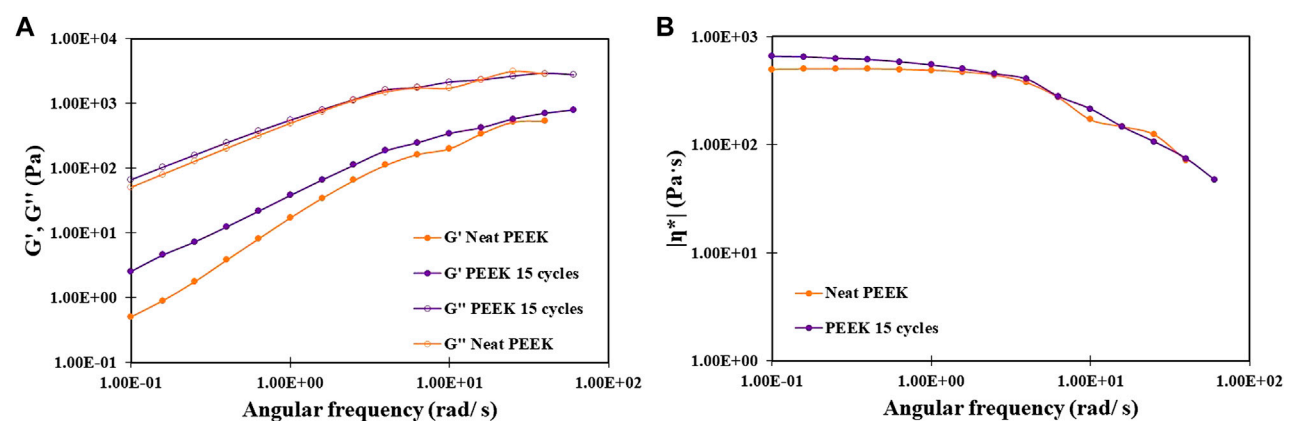 A
1.00E+04
1.00E+03
1.00E+02
1.00E+01
1.00E+00
1.00E-01
G', G'' (Pa)
G' Neat PEEK
G' PEEK 15 cycles
G'' PEEK 15 cycles
G'' Neat PEEK
1.00E-01 1.00E+00 1.00E+01 1.00E+02
Angular frequency (rad/ s)
B
1.00E+03
1.00E+02
1.00E+01
1.00E+00
|η*| (Pa·s)
Neat PEEK
PEEK 15 cycles
1.00E-01 1.00E+00 1.00E+01 1.00E+02
Angular frequency (rad/ s)